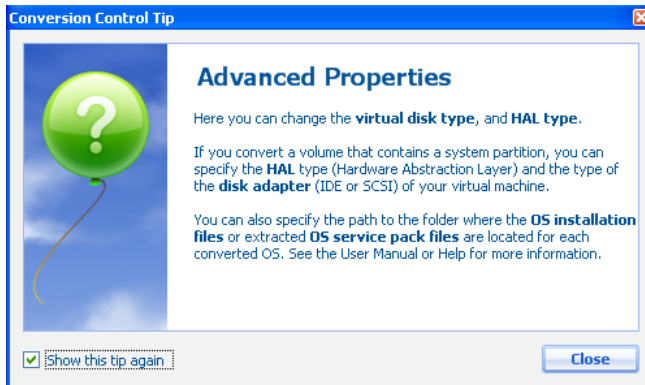 Conversion Control Tip
Advanced Properties
Here you can change the virtual disk type, and HAL type.
If you convert a volume that contains a system partition, you can
specify the HAL type (Hardware Abstraction Layer) and the type of
the disk adapter (IDE or SCSI) of your virtual machine.
You can also specify the path to the folder where the OS installation
files or extracted OS service pack files are located for each
converted OS. See the User Manual or Help for more information.
Show this tip again
Close